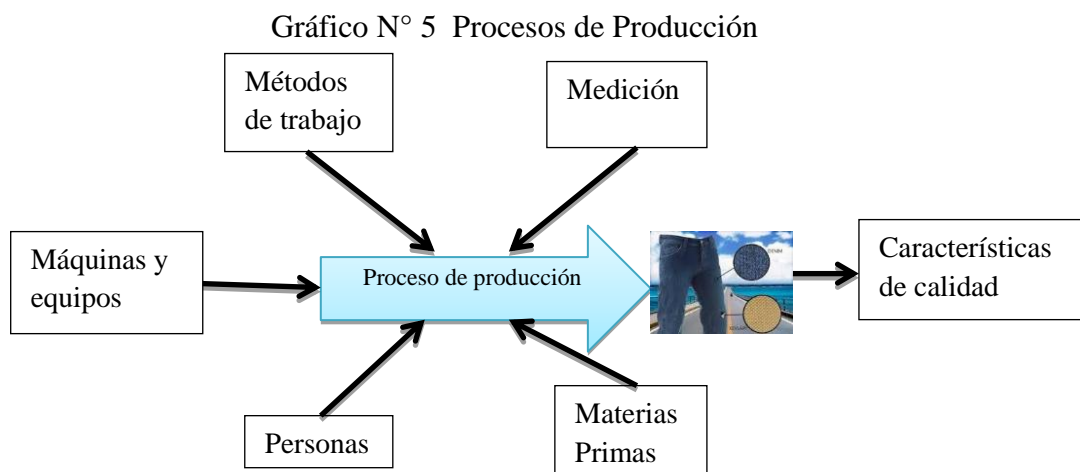 Gráfico N° 5 Procesos de Producción
Métodos
de trabajo
Medición
Máquinas y
equipos
Proceso de producción
Características
de calidad
Personas
Materias
Primas